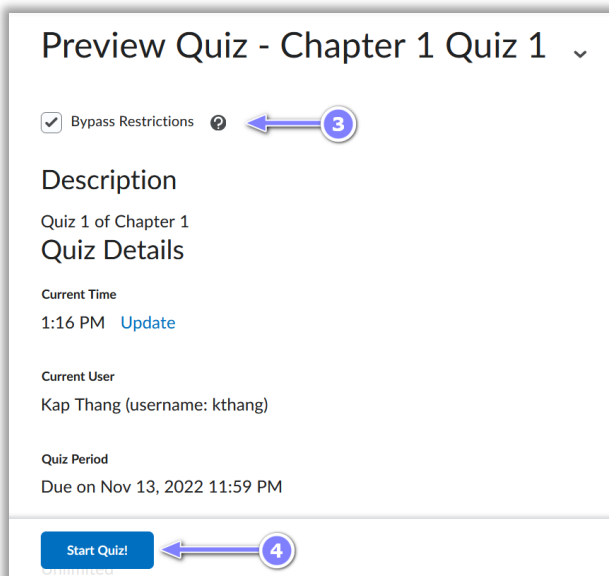 Preview Quiz - Chapter 1 Quiz 1
Bypass Restrictions ? 3
Description
Quiz 1 of Chapter 1
Quiz Details
Current Time
1:16 PM Update
Current User
Kap Thang (username: kthang)
Quiz Period
Due on Nov 13, 2022 11:59 PM
Start Quiz! 4
Unlimited